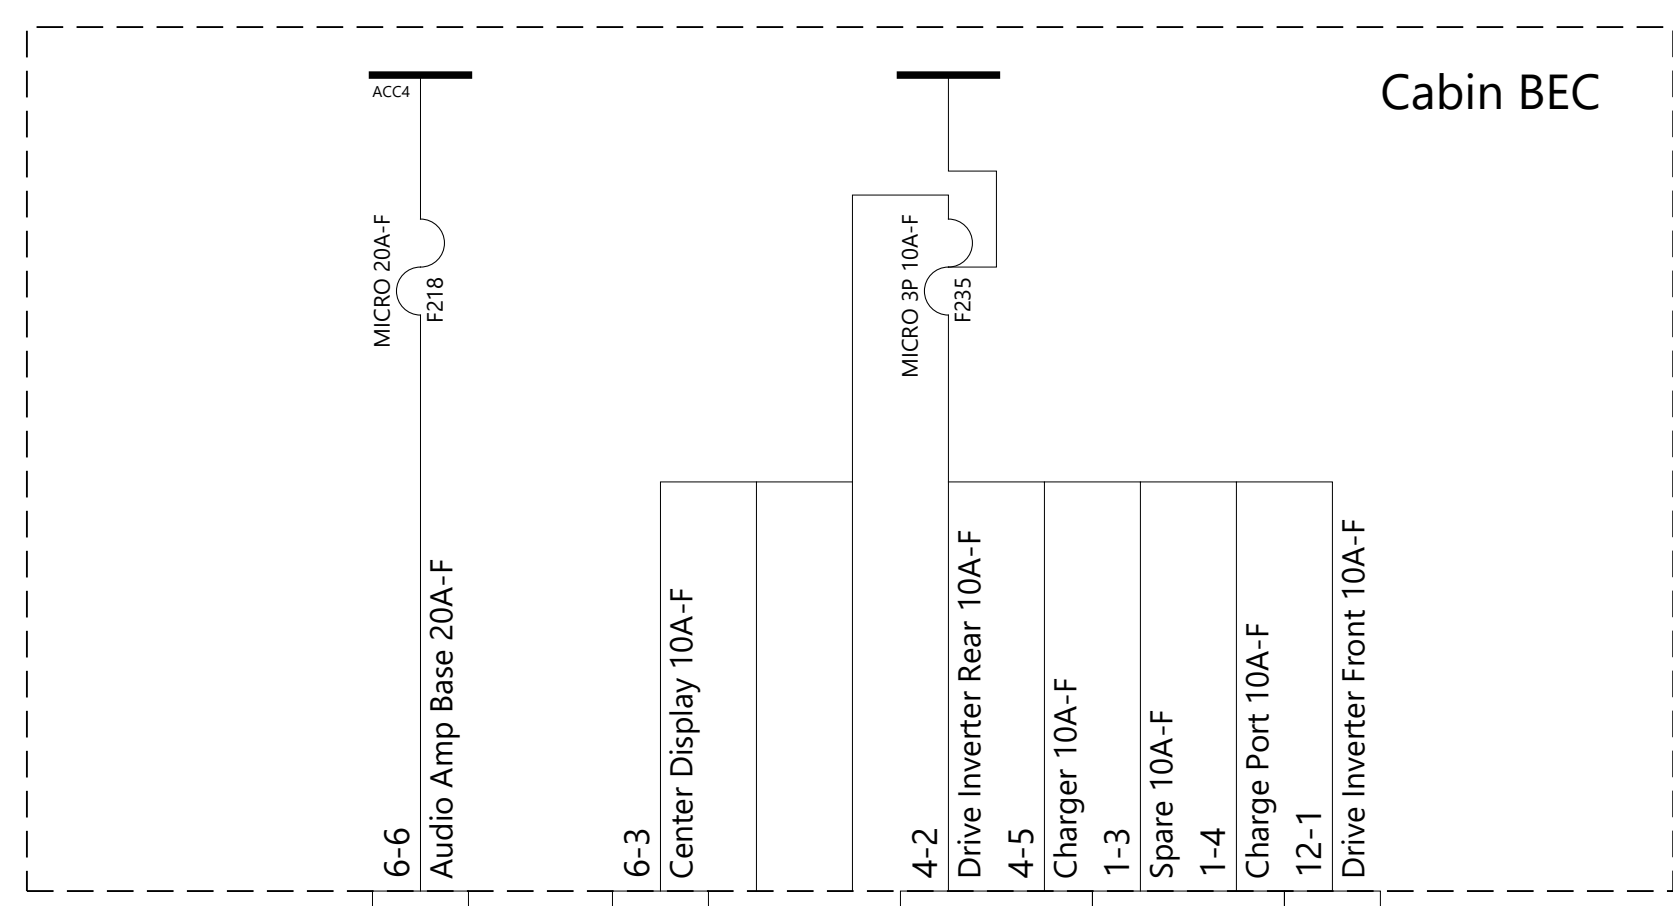 Cabin BEC
ACC4
MICRO 20A-F
F218
MICRO 3P 10A-F
F235
6-6
Audio Amp Base 20A-F
6-3
Center Display 10A-F
4-2
Drive Inverter Rear 10A-F
4-5
Charger 10A-F
1-3
Spare 10A-F
1-4
Charge Port 10A-F
12-1
Drive Inverter Front 10A-F